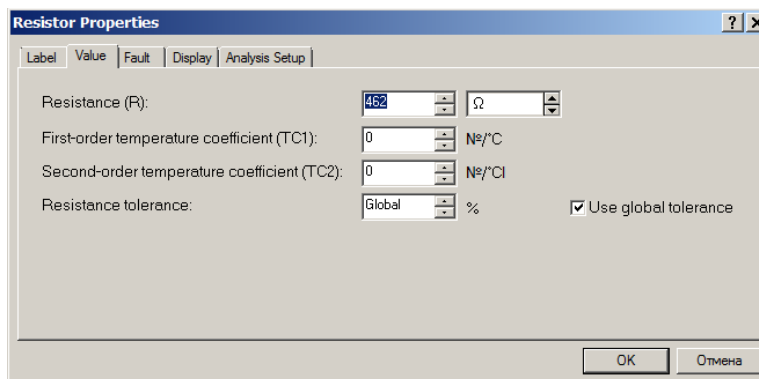 Resistor Properties
Label Value Fault Display Analysis Setup
Resistance (R): 462 Ω
First-order temperature coefficient (TC1): 0 №/°C
Second-order temperature coefficient (TC2): 0 №/°CІ
Resistance tolerance: Global % Use global tolerance
OK Отмена